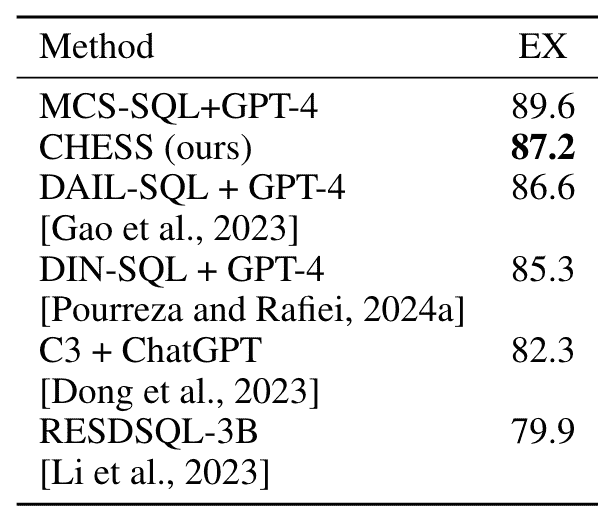 Method EX
MCS-SQL+GPT-4 89.6
CHESS (ours) 87.2
DAIL-SQL + GPT-4 86.6
[Gao et al., 2023]
DIN-SQL + GPT-4 85.3
[Pourreza and Rafiei, 2024a]
C3 + ChatGPT 82.3
[Dong et al., 2023]
RESDSQL-3B 79.9
[Li et al., 2023]